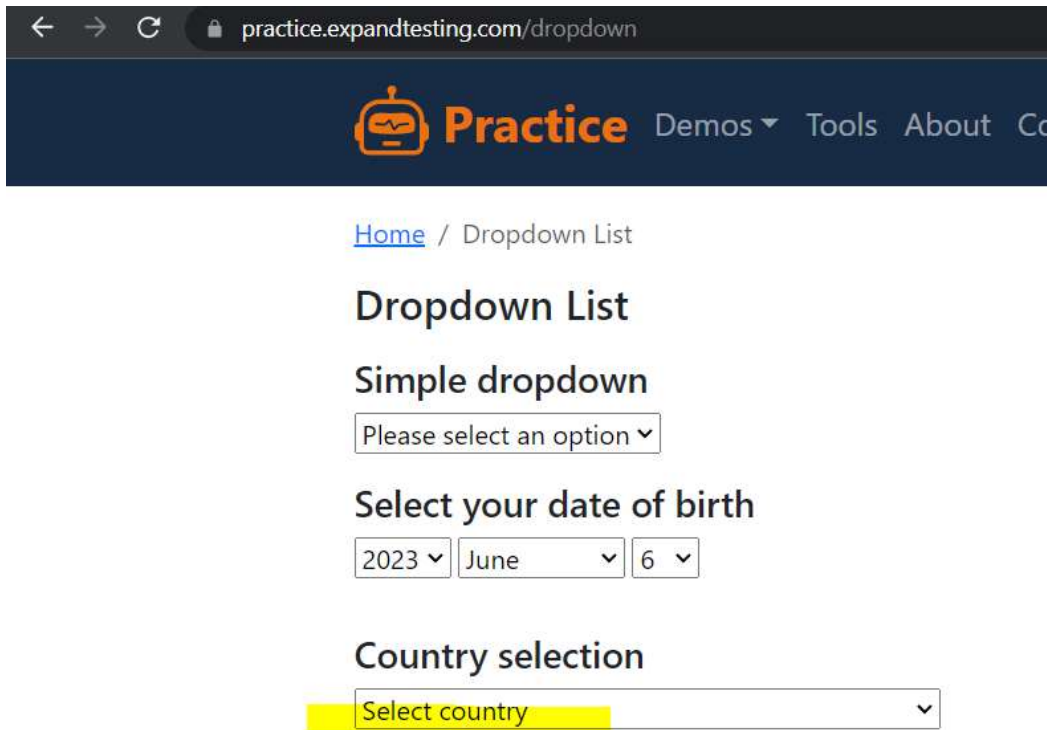 practice.expandtesting.com/dropdown
Practice Demos Tools About Co
Home / Dropdown List
Dropdown List
Simple dropdown
Please select an option
Select your date of birth
2023 June 6
Country selection
Select country